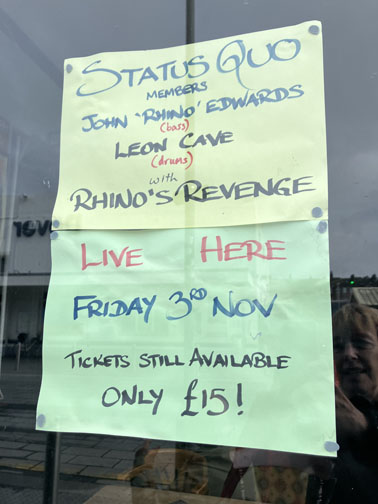 STATUS QUO
MEMBERS
JOHN 'RHINO' EDWARDS
(bass)
LEON CAVE
(drums)
with
RHINO'S REVENGE
LIVE HERE
FRIDAY 3RD NOV
TICKETS STILL AVAILABLE
ONLY £15!